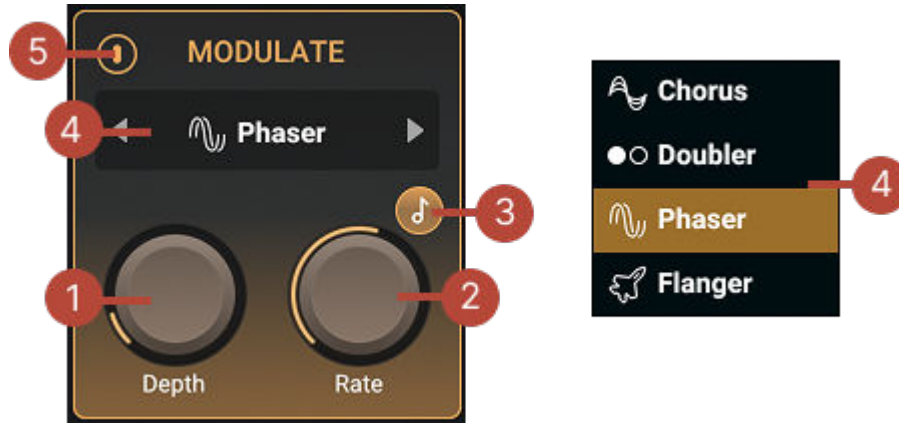 5
MODULATE
4
Phaser
3
1
2
Depth
Rate
Chorus
Doubler
4
Phaser
Flanger